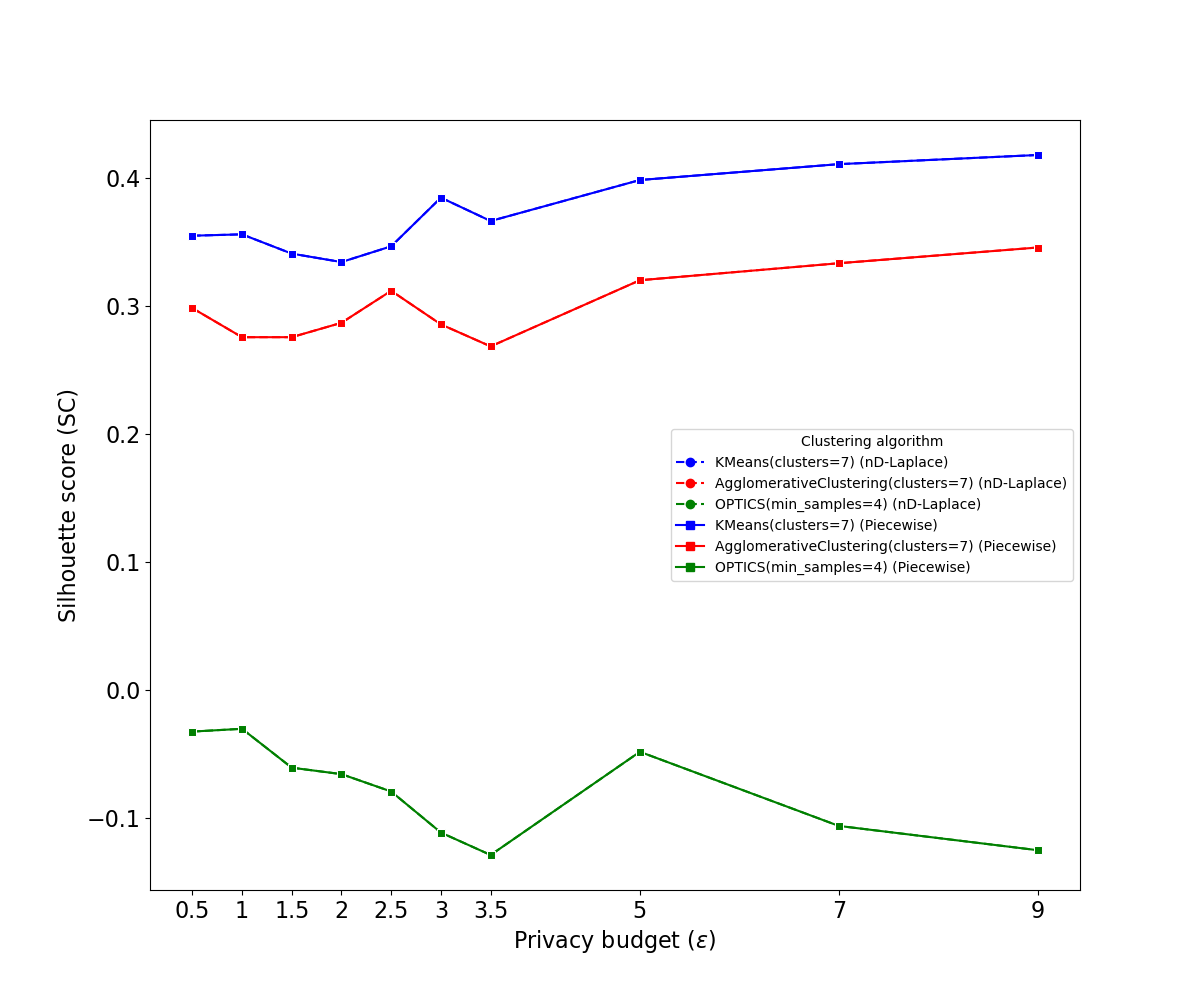 0.4
0.3
0.2
0.1
0.0
−0.1
Silhouette score (SC)
Clustering algorithm
KMeans(clusters=7) (nD-Laplace)
AgglomerativeClustering(clusters=7) (nD-Laplace)
OPTICS(min_samples=4) (nD-Laplace)
KMeans(clusters=7) (Piecewise)
AgglomerativeClustering(clusters=7) (Piecewise)
OPTICS(min_samples=4) (Piecewise)
0.5 1 1.5 2 2.5 3 3.5 5 7 9
Privacy budget (ε)